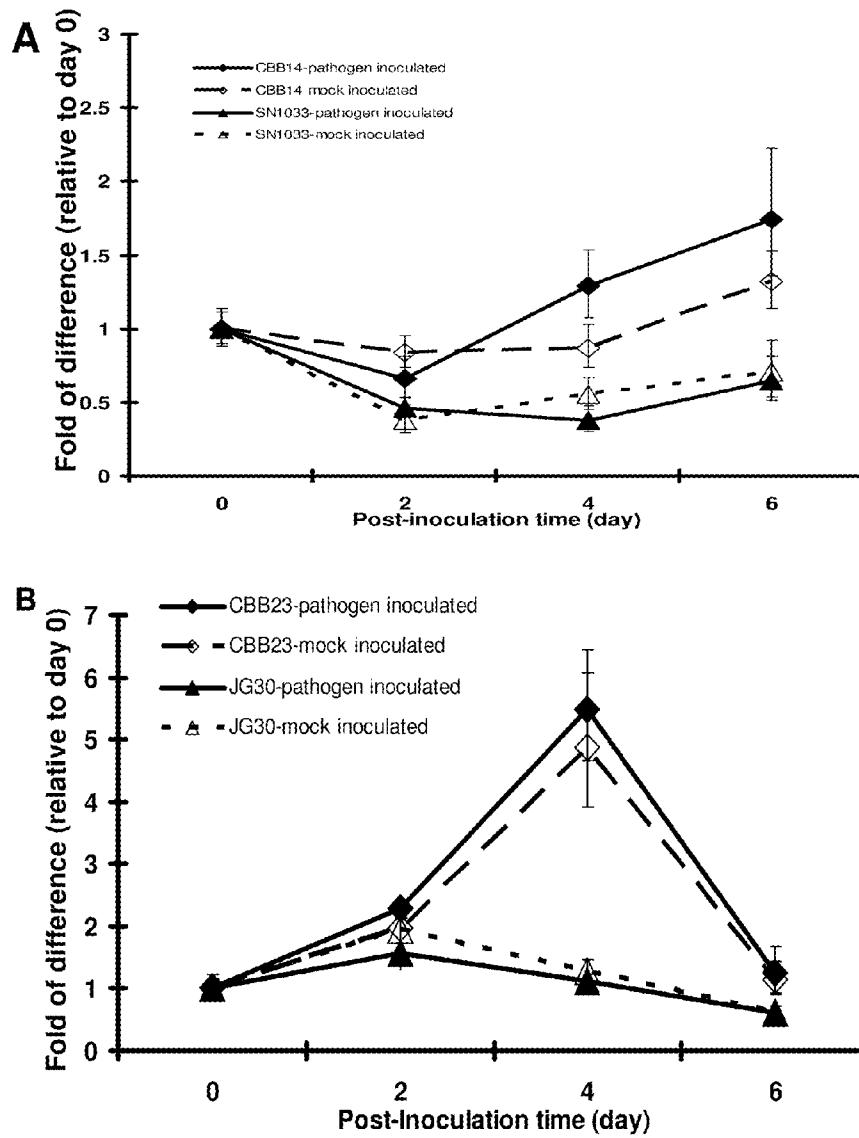 A
Fold of difference (relative to day 0)
3
2.5
2
1.5
1
0.5
0
CBB14-pathogen inoculated
CBB14-mock inoculated
SN1033-pathogen inoculated
SN1033-mock inoculated
0 2 4 6
Post-inoculation time (day)
B
Fold of difference (relative to day 0)
7
6
5
4
3
2
1
0
CBB23-pathogen inoculated
CBB23-mock inoculated
JG30-pathogen inoculated
JG30-mock inoculated
0 2 4 6
Post-Inoculation time (day)